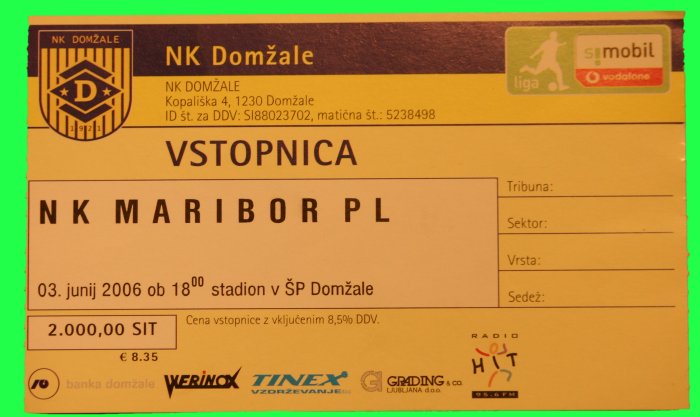 NK DOMŽALE
D
1921
NK Domžale
NK DOMŽALE
Kopališka 4, 1230 Domžale
ID št. za DDV: SI88023702, matična št.: 5238498
liga
si.mobil
vodafone
VSTOPNICA
NK MARIBOR PL
03. junij 2006 ob 18⁰⁰ stadion v ŠP Domžale
Tribuna:
Sektor:
Vrsta:
Sedež:
2.000,00 SIT
Cena vstopnice z vključenim 8,5% DDV.
€ 8.35
banka domžale
WERINOX
TINEX
VZDRŽEVANJE
GRADING & CO.
LJUBLJANA d.o.o.
RADIO
HIT
95.6 FM